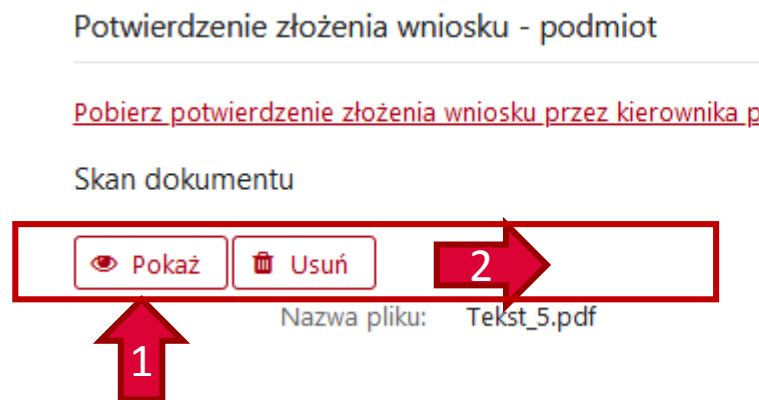 Potwierdzenie złożenia wniosku - podmiot
Pobierz potwierdzenie złożenia wniosku przez kierownika p
Skan dokumentu
Pokaż Usuń 2
Nazwa pliku: Tekst_5.pdf
1